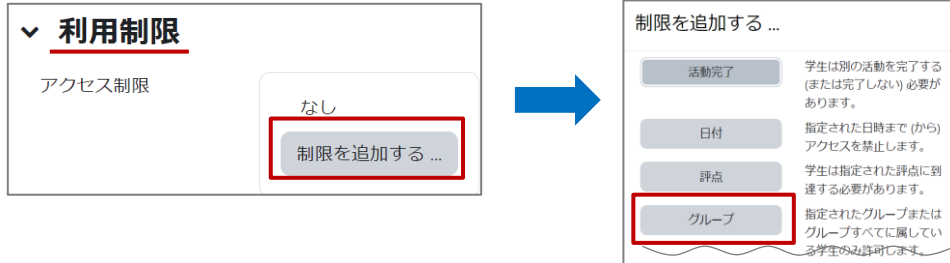 利用制限
アクセス制限
なし
制限を追加する ...
制限を追加する ...
活動完了
学生は別の活動を完了する
(または完了しない) 必要が
あります。
日付
指定された日時まで (から)
アクセスを禁止します。
評点
学生は指定された評点に到
達する必要があります。
グループ
指定されたグループまたは
グループすべてに属してい
る学生のみ許可します。